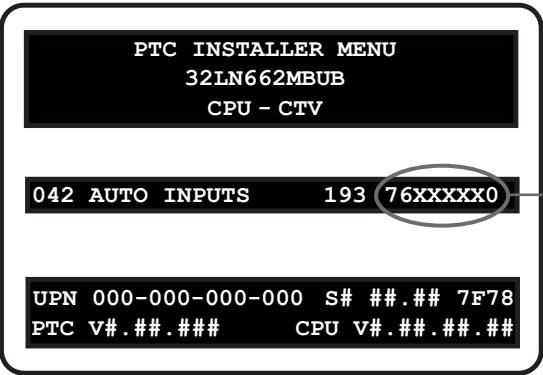 PTC INSTALLER MENU
32LN662MBUB
CPU – CTV
042 AUTO INPUTS 193 76XXXXX0
UPN 000-000-000-000 S# ##.## 7F78
PTC V#.##.### CPU V#.##.##.##